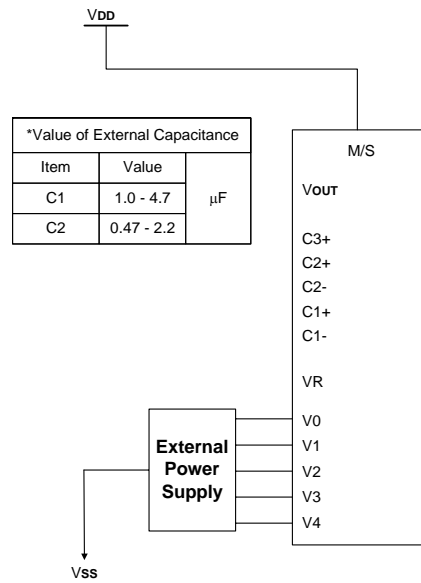 VDD
*Value of External Capacitance
Item Value
C1 1.0 - 4.7 μF
C2 0.47 - 2.2
M/S
VOUT
C3+
C2+
C2-
C1+
C1-
VR
V0
V1
V2
V3
V4
External
Power
Supply
VSS